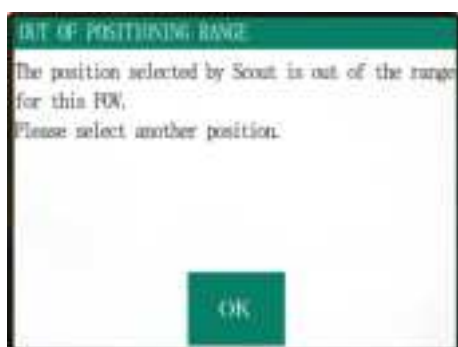 OUT OF POSITIONING RANGE
The position selected by Scout is out of the range
for this FOV.
Please select another position.
OK